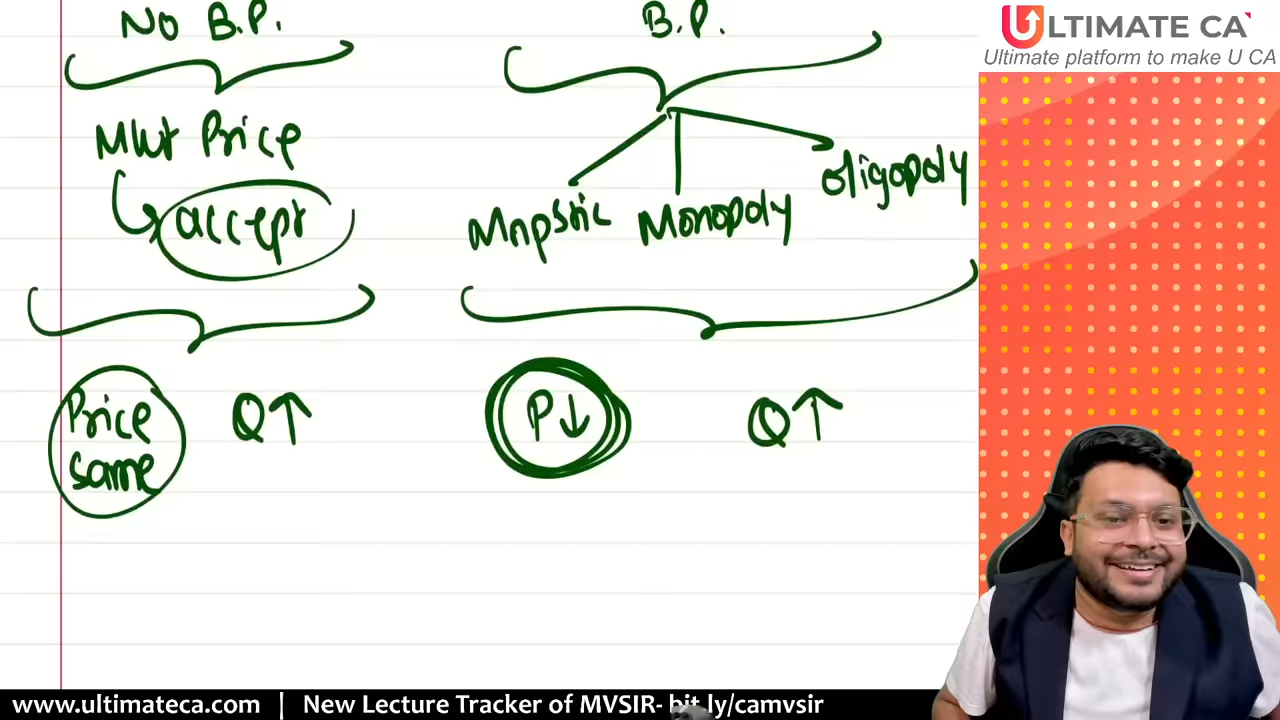 No B.P.
B.P.
Mkt Price
accept
Mnpstic
Monopoly
Oligopoly
Price
same
Q↑
P↓
Q↑
ULTIMATE CA
Ultimate platform to make U CA
www.ultimateca.com | New Lecture Tracker of MVSIR- bit.ly/camvsir